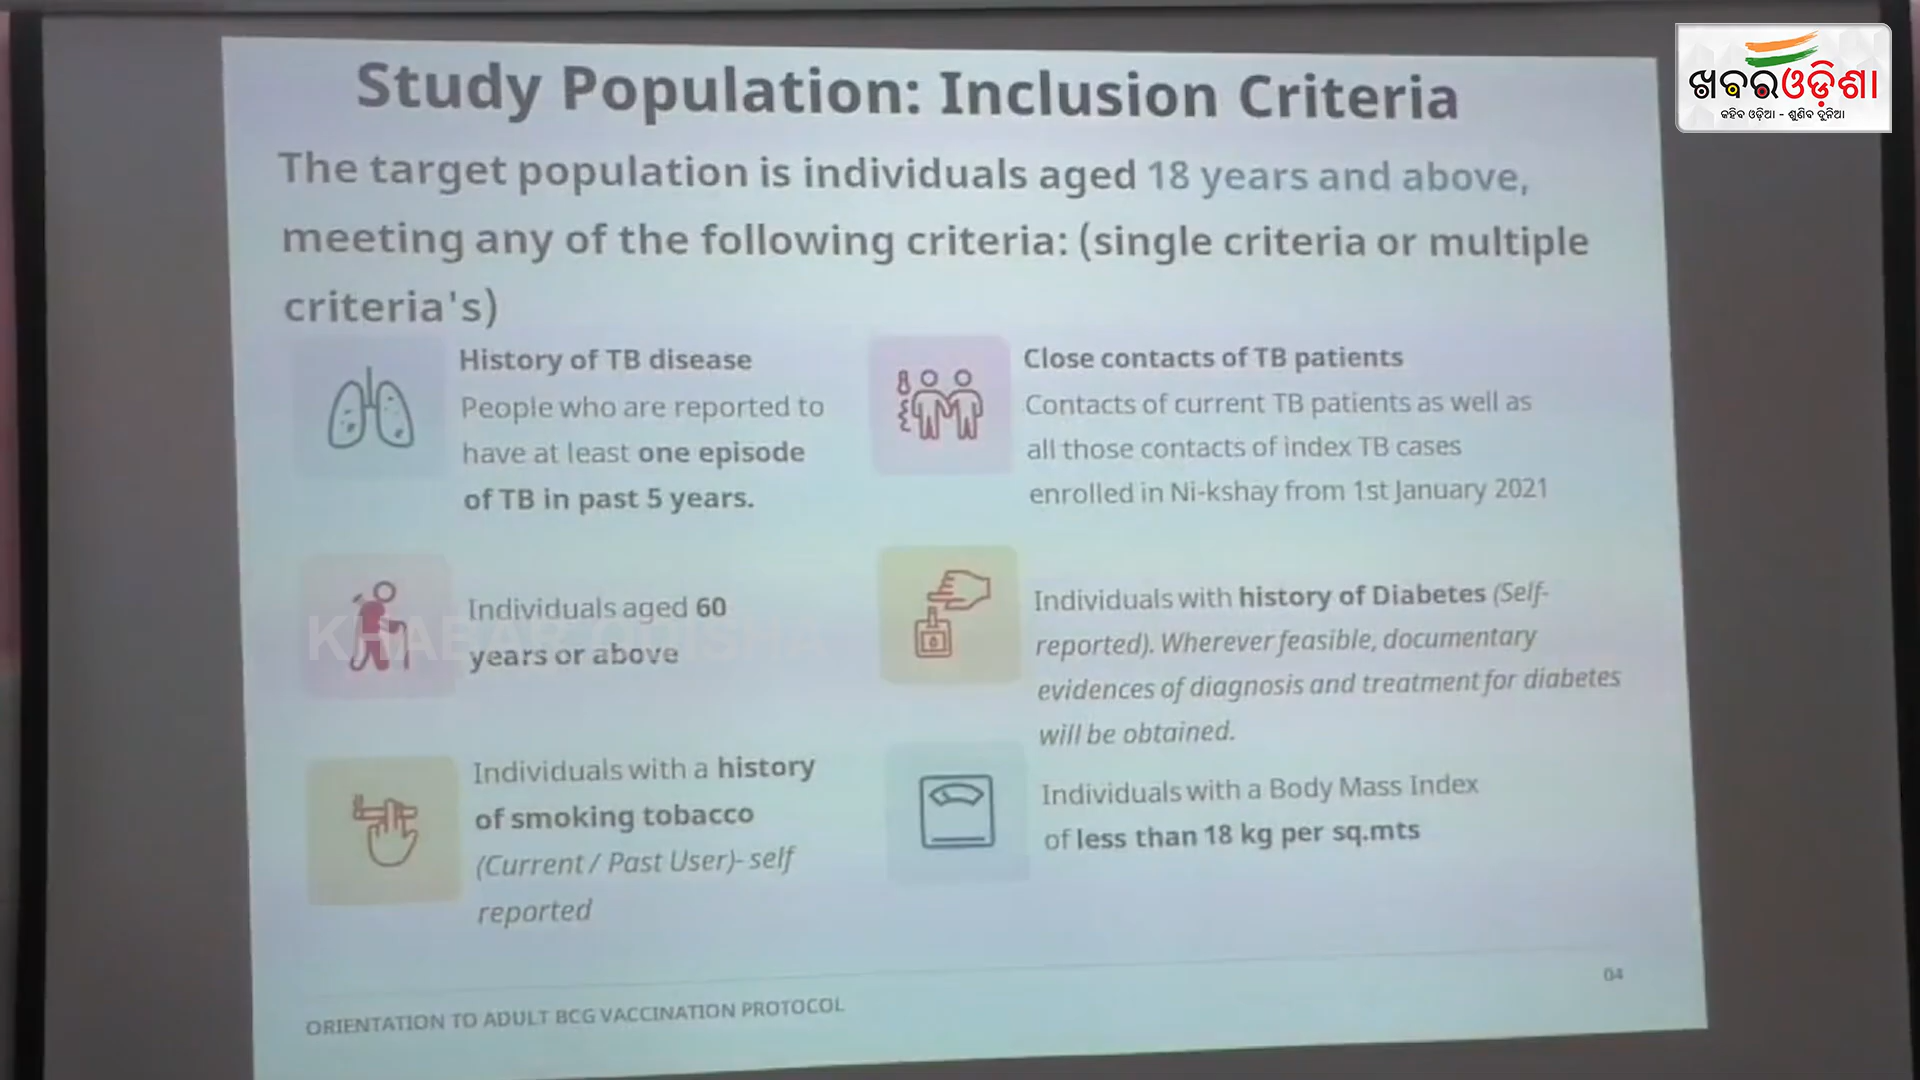 Study Population: Inclusion Criteria
ଖବରଓଡ଼ିଶା
କହିବ ଓଡ଼ିଆ - ଶୁଣିବ ଦୁନିଆ
The target population is individuals aged 18 years and above,
meeting any of the following criteria: (single criteria or multiple
criteria's)
History of TB disease
People who are reported to
have at least one episode
of TB in past 5 years.
Close contacts of TB patients
Contacts of current TB patients as well as
all those contacts of index TB cases
enrolled in Ni-kshay from 1st January 2021
Individuals aged 60
years or above
KHABAR ODISHA
Individuals with history of Diabetes (Self-
reported). Wherever feasible, documentary
evidences of diagnosis and treatment for diabetes
will be obtained.
Individuals with a history
of smoking tobacco
(Current / Past User)- self
reported
Individuals with a Body Mass Index
of less than 18 kg per sq.mts
04
ORIENTATION TO ADULT BCG VACCINATION PROTOCOL